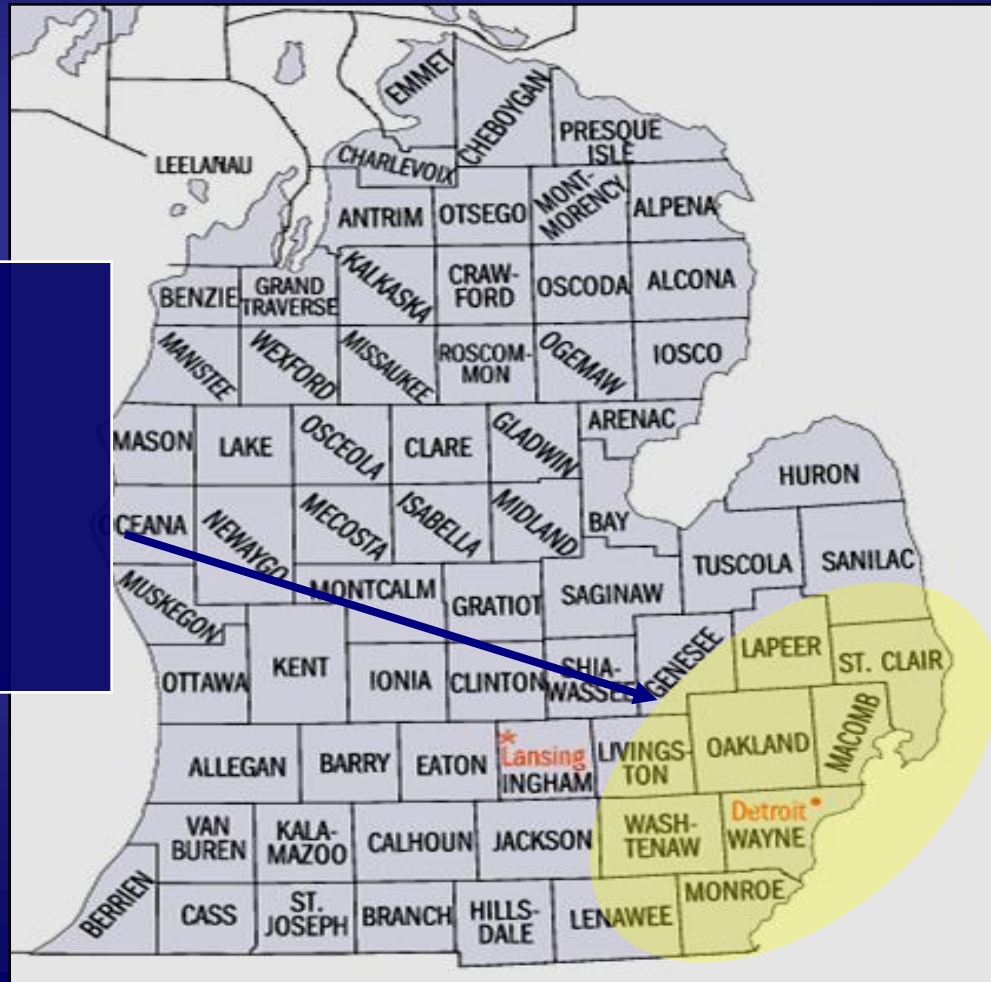 EMMET
CHEBOYGAN
PRESQUE
ISLE
LEELANAU
CHARLEVOIX
ANTRIM
OTSEGO
MONT-
MORENCY
ALPENA
BENZIE
GRAND
TRAVERSE
KALKASKA
CRAW-
FORD
OSCODA
ALCONA
MANISTEE
WEXFORD
MISSAUKEE
ROSCOM-
MON
OGEMAW
IOSCO
MASON
LAKE
OSCEOLA
CLARE
GLADWIN
ARENAC
HURON
OCEANA
NEWAYGO
MECOSTA
ISABELLA
MIDLAND
BAY
TUSCOLA
SANILAC
MUSKEGON
MONTCALM
GRATIOT
SAGINAW
OTTAWA
KENT
IONIA
CLINTON
SHIA-
WASSEE
GENESEE
LAPEER
ST. CLAIR
ALLEGAN
BARRY
EATON
*
Lansing
INGHAM
LIVINGS-
TON
OAKLAND
MACOMB
VAN
BUREN
KALA-
MAZOO
CALHOUN
JACKSON
WASH-
TENAW
Detroit
WAYNE
BERRIEN
CASS
ST.
JOSEPH
BRANCH
HILLS-
DALE
LENAWEE
MONROE